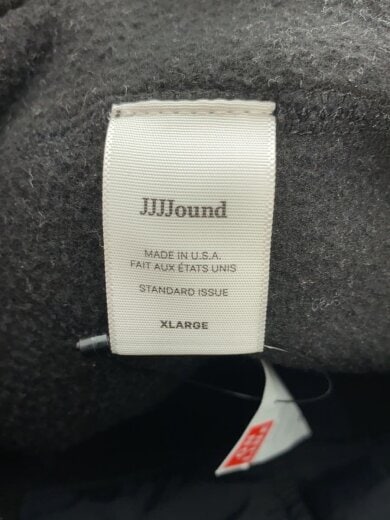 JJJJound
MADE IN U.S.A.
FAIT AUX ÉTATS UNIS
STANDARD ISSUE
XLARGE